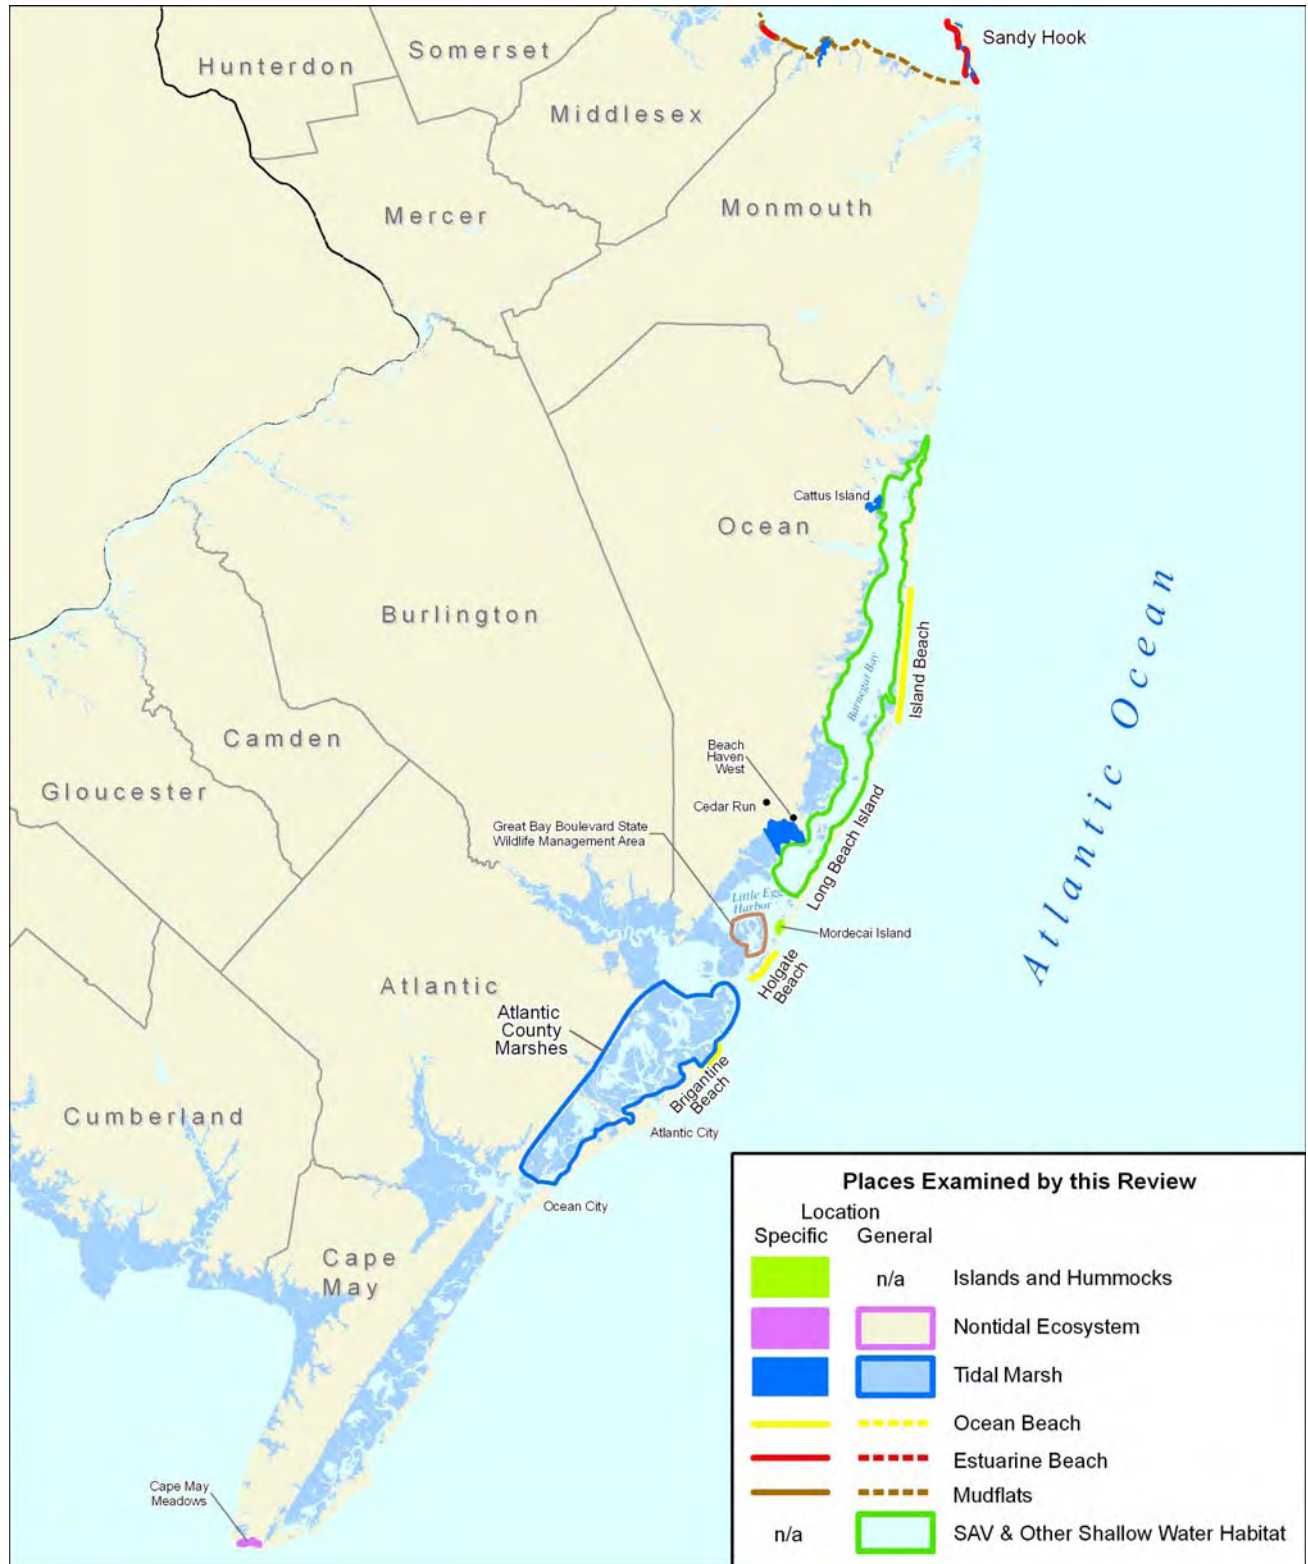 Sandy Hook
Hunterdon
Somerset
Middlesex
Mercer
Monmouth
Cattus Island
Ocean
Burlington
Island Beach
Barnegat Bay
Atlantic Ocean
Camden
Gloucester
Beach
Haven
West
Cedar Run
Great Bay Boulevard State
Wildlife Management Area
Long Beach Island
Little Egg
Harbor
Mordecai Island
Holgate
Beach
Atlantic
Atlantic
County
Marshes
Brigantine
Beach
Cumberland
Atlantic City
Ocean City
Cape
May
Cape May
Meadows
Places Examined by this Review
Location
Specific General
n/a Islands and Hummocks
Nontidal Ecosystem
Tidal Marsh
Ocean Beach
Estuarine Beach
Mudflats
n/a SAV & Other Shallow Water Habitat